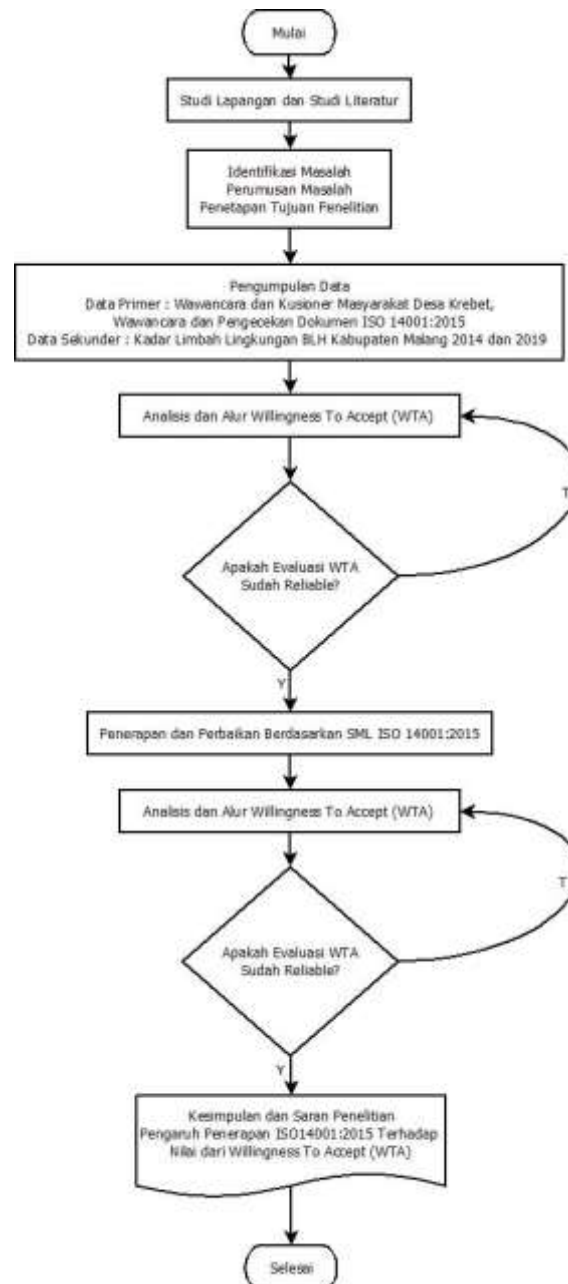 Mulai
Studi Lapangan dan Studi Literatur
Identifikasi Masalah
Perumusan Masalah
Penetapan Tujuan Penelitian
Pengumpulan Data
Data Primer : Wawancara dan Kusioner Masyarakat Desa Krebet,
Wawancara dan Pengecekan Dokumen ISO 14001:2015
Data Sekunder : Kadar Limbah Lingkungan BLH Kabupaten Malang 2014 dan 2019
Analisis dan Alur Willingness To Accept (WTA)
T
Apakah Evaluasi WTA
Sudah Reliable?
Y
Penerapan dan Perbaikan Berdasarkan SML ISO 14001:2015
Analisis dan Alur Willingness To Accept (WTA)
T
Apakah Evaluasi WTA
Sudah Reliable?
Y
Kesimpulan dan Saran Penelitian
Pengaruh Penerapan ISO14001:2015 Terhadap
Nilai dari Willingness To Accept (WTA)
Selesai